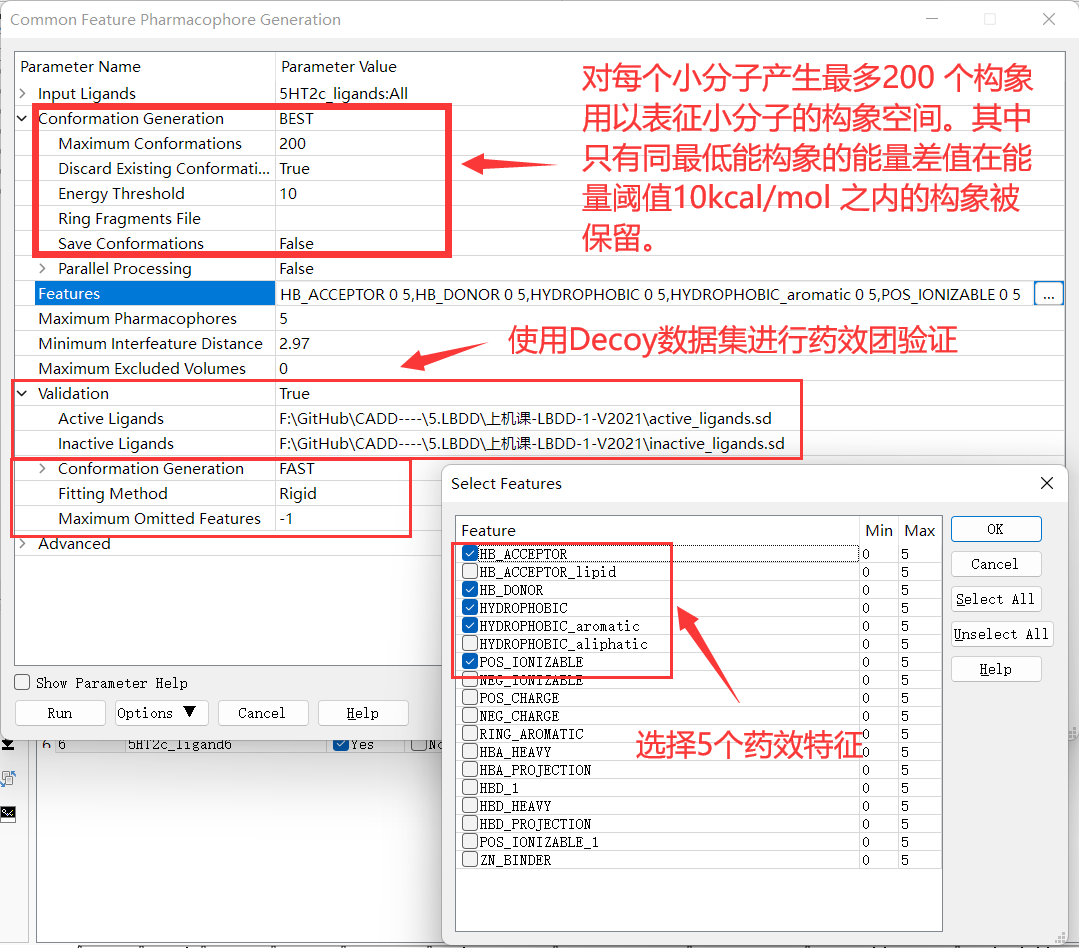 Common Feature Pharmacophore Generation
Parameter Name Parameter Value
Input Ligands 5HT2c_ligands:All
Conformation Generation BEST
Maximum Conformations 200
Discard Existing Conformati... True
Energy Threshold 10
Ring Fragments File
Save Conformations False
Parallel Processing False
Features HB_ACCEPTOR 0 5,HB_DONOR 0 5,HYDROPHOBIC 0 5,HYDROPHOBIC_aromatic 0 5,POS_IONIZABLE 0 5 ...
Maximum Pharmacophores 5
Minimum Interfeature Distance 2.97
Maximum Excluded Volumes 0
Validation True
Active Ligands F:\GitHub\CADD----\5.LBDD\上机课-LBDD-1-V2021\active_ligands.sd
Inactive Ligands F:\GitHub\CADD----\5.LBDD\上机课-LBDD-1-V2021\inactive_ligands.sd
Conformation Generation FAST
Fitting Method Rigid
Maximum Omitted Features -1
Advanced
对每个小分子产生最多200 个构象
用以表征小分子的构象空间。其中
只有同最低能构象的能量差值在能
量阈值10kcal/mol 之内的构象被
保留。
使用Decoy数据集进行药效团验证
Show Parameter Help
Run Options Cancel Help
6 6 5HT2c_ligand6 Yes No
Select Features
Feature Min Max
HB_ACCEPTOR 0 5
HB_ACCEPTOR_lipid 0 5
HB_DONOR 0 5
HYDROPHOBIC 0 5
HYDROPHOBIC_aromatic 0 5
HYDROPHOBIC_aliphatic 0 5
POS_IONIZABLE 0 5
NEG_IONIZABLE 0 5
POS_CHARGE 0 5
NEG_CHARGE 0 5
RING_AROMATIC 0 5
HBA_HEAVY 0 5
HBA_PROJECTION 0 5
HBD_1 0 5
HBD_HEAVY 0 5
HBD_PROJECTION 0 5
POS_IONIZABLE_1 0 5
ZN_BINDER 0 5
OK
Cancel
Select All
Unselect All
Help
选择5个药效特征